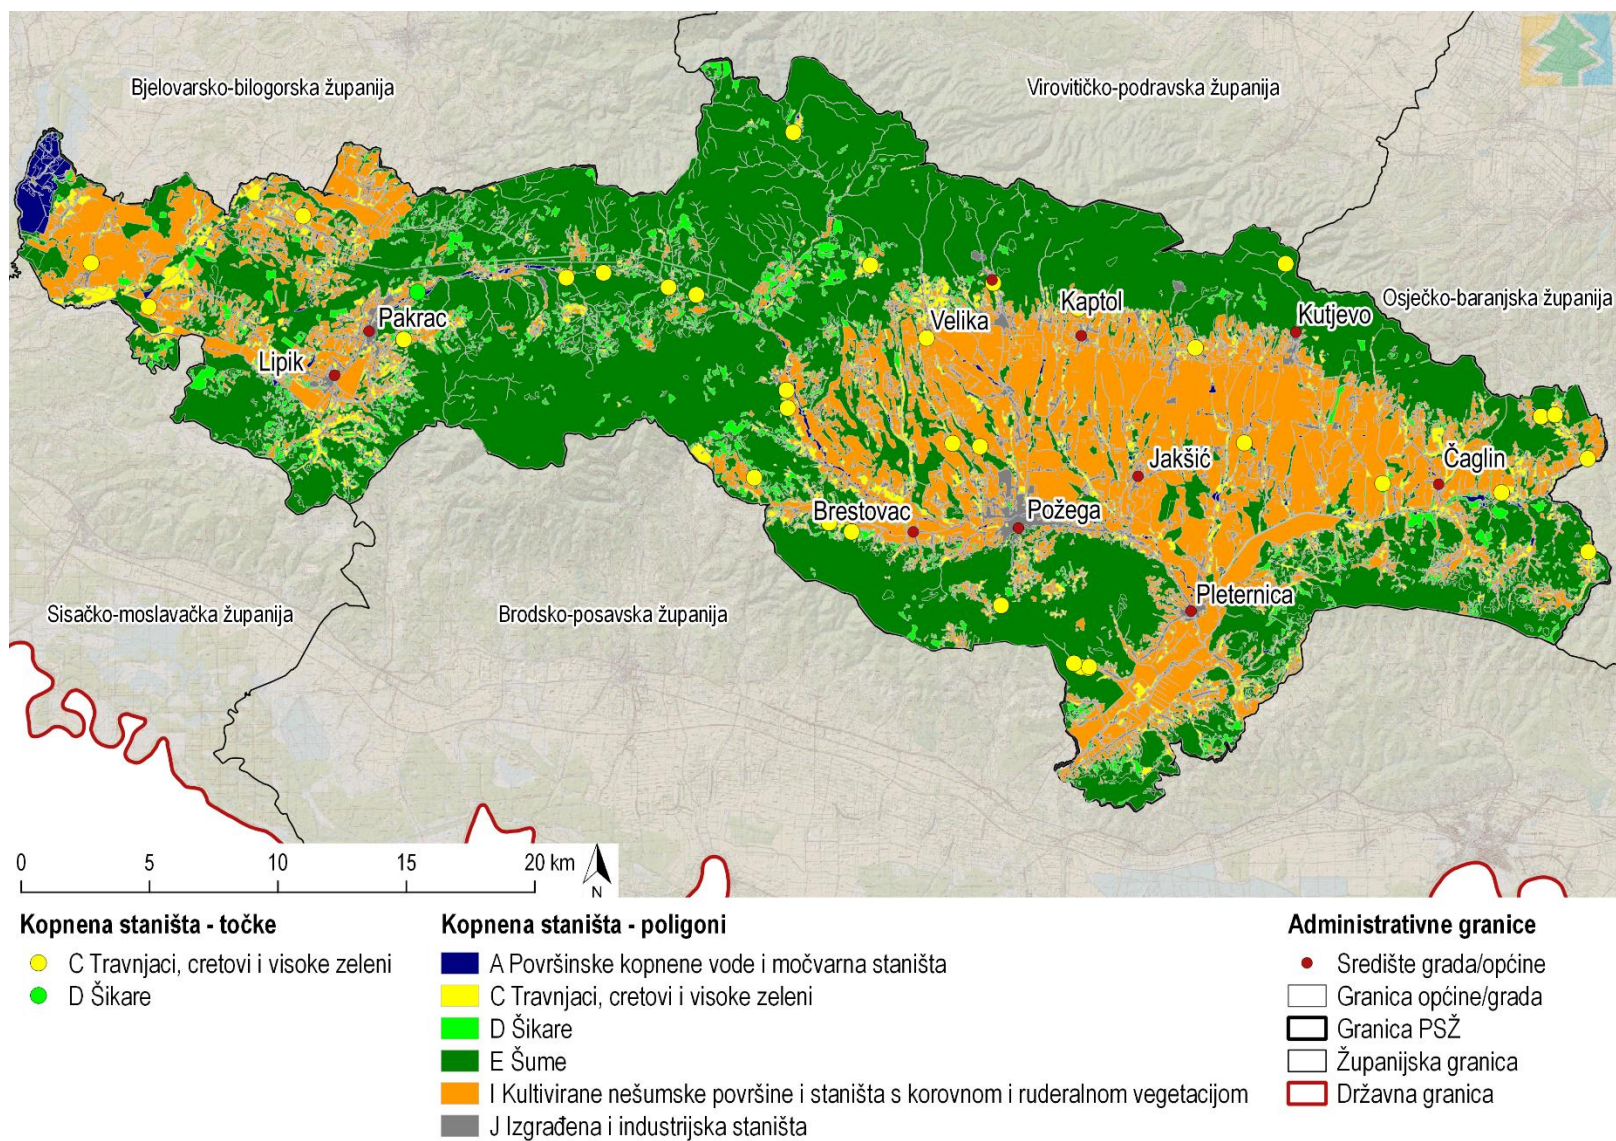 Bjelovarsko-bilogorska županija
Virovitičko-podravska županija
Osječko-baranjska županija
Pakrac
Velika
Kaptol
Kutjevo
Lipik
Jakšić
Čaglin
Brestovac
Požega
Pleternica
Sisačko-moslavačka županija
Brodsko-posavska županija
0 5 10 15 20 km
N
Kopnena staništa - točke
C Travnjaci, cretovi i visoke zeleni
D Šikare
Kopnena staništa - poligoni
A Površinske kopnene vode i močvarna staništa
C Travnjaci, cretovi i visoke zeleni
D Šikare
E Šume
I Kultivirane nešumske površine i staništa s korovnom i ruderalnom vegetacijom
J Izgrađena i industrijska staništa
Administrativne granice
Središte grada/općine
Granica općine/grada
Granica PSŽ
Županijska granica
Državna granica